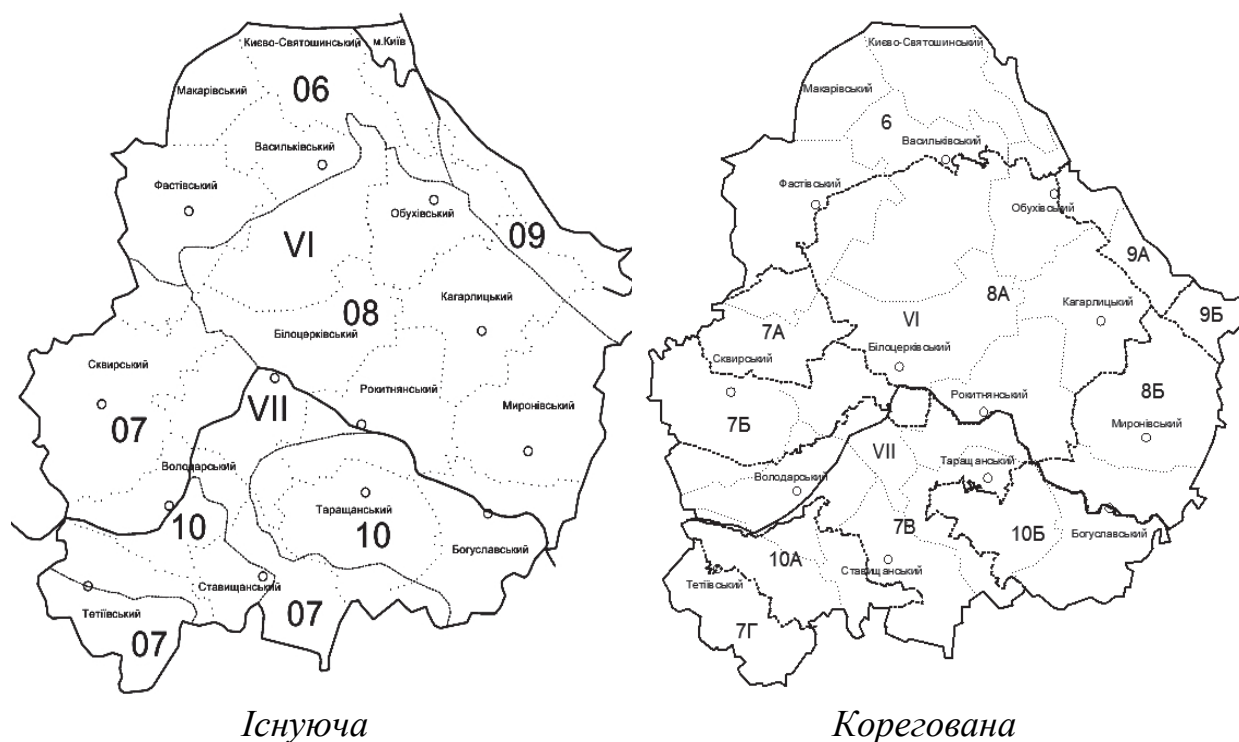 Києво-Святошинський
м.Київ
Макарівський
06
Васильківський
Фастівський
Обухівський
VI
09
Кагарлицький
08
Білоцерківський
Сквирський
Рокитнянський
VII
Миронівський
07
Володарський
Таращанський
10
10
Богуславський
Ставищанський
Тетіївський
07
07
Існуюча
Києво-Святошинський
Макарівський
6
Васильківський
Фастівський
Обухівський
9А
8А
Кагарлицький
9Б
VI
7А
Білоцерківський
Сквирський
8Б
Рокитнянський
7Б
Миронівський
VII
Таращанський
Володарський
7В
10Б
Богуславський
10А
Ставищанський
Тетіївський
7Г
Корегована